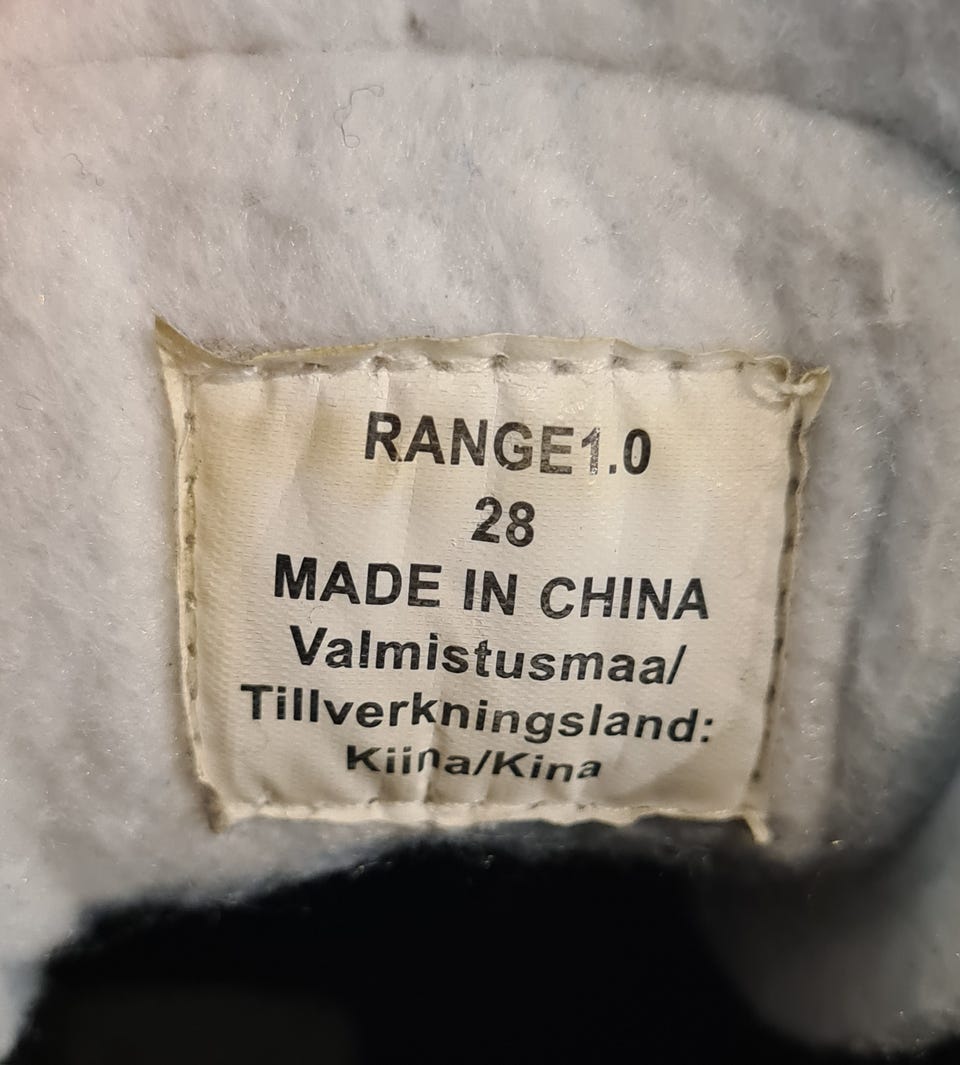 RANGE1.0
28
MADE IN CHINA
Valmistusmaa/
Tillverkningsland:
Kiina/Kina